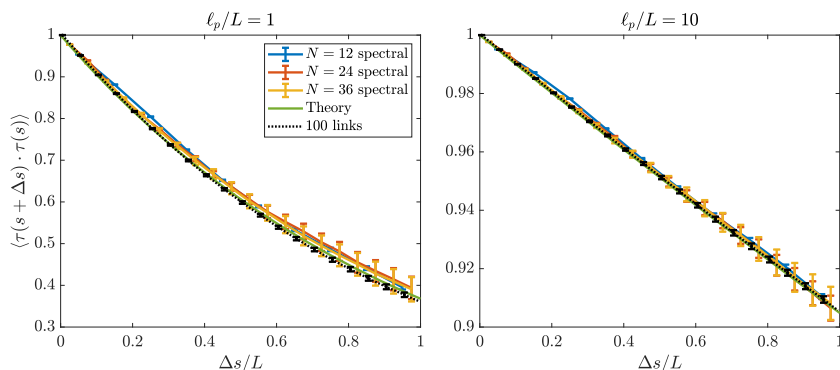 ℓₚ/L = 1
1
0.9
0.8
0.7
0.6
0.5
0.4
0.3
0
0.2
0.4
0.6
0.8
1
⟨τ(s + Δs) · τ(s)⟩
Δs/L
N = 12 spectral
N = 24 spectral
N = 36 spectral
Theory
100 links
ℓₚ/L = 10
1
0.98
0.96
0.94
0.92
0.9
0
0.2
0.4
0.6
0.8
1
Δs/L